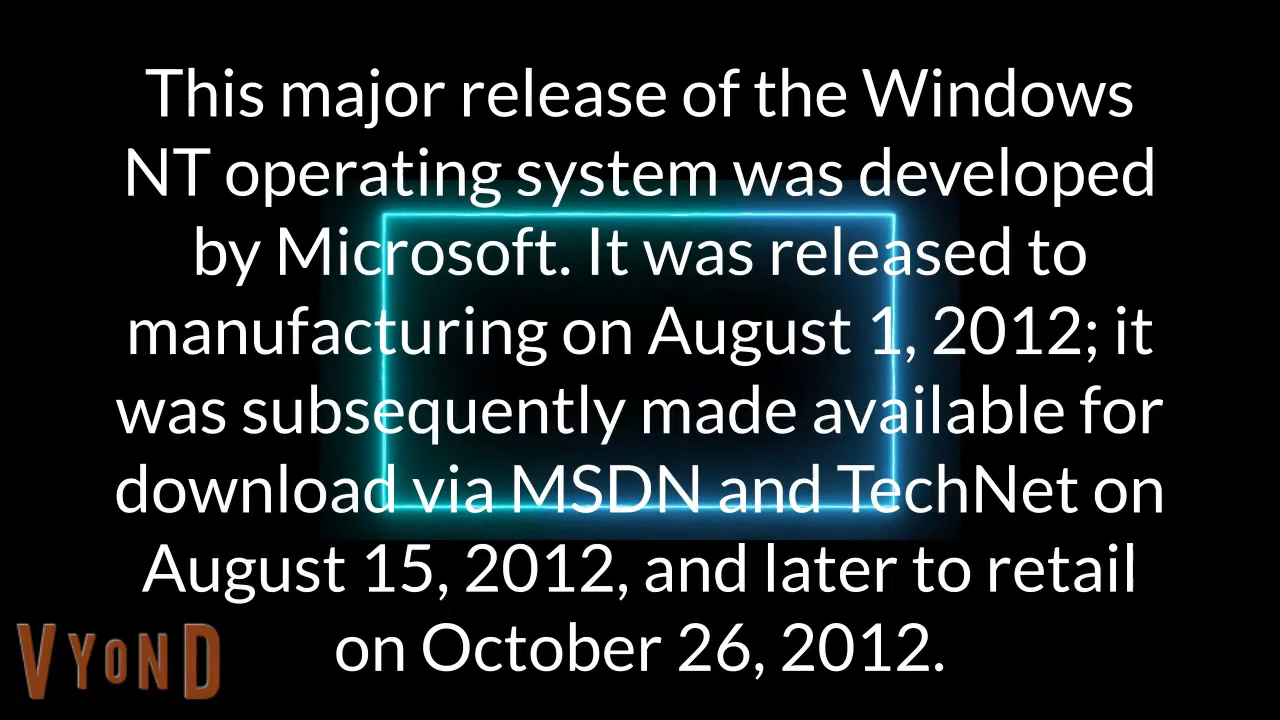 This major release of the Windows
NT operating system was developed
by Microsoft. It was released to
manufacturing on August 1, 2012; it
was subsequently made available for
download via MSDN and TechNet on
August 15, 2012, and later to retail
on October 26, 2012.
VYOND